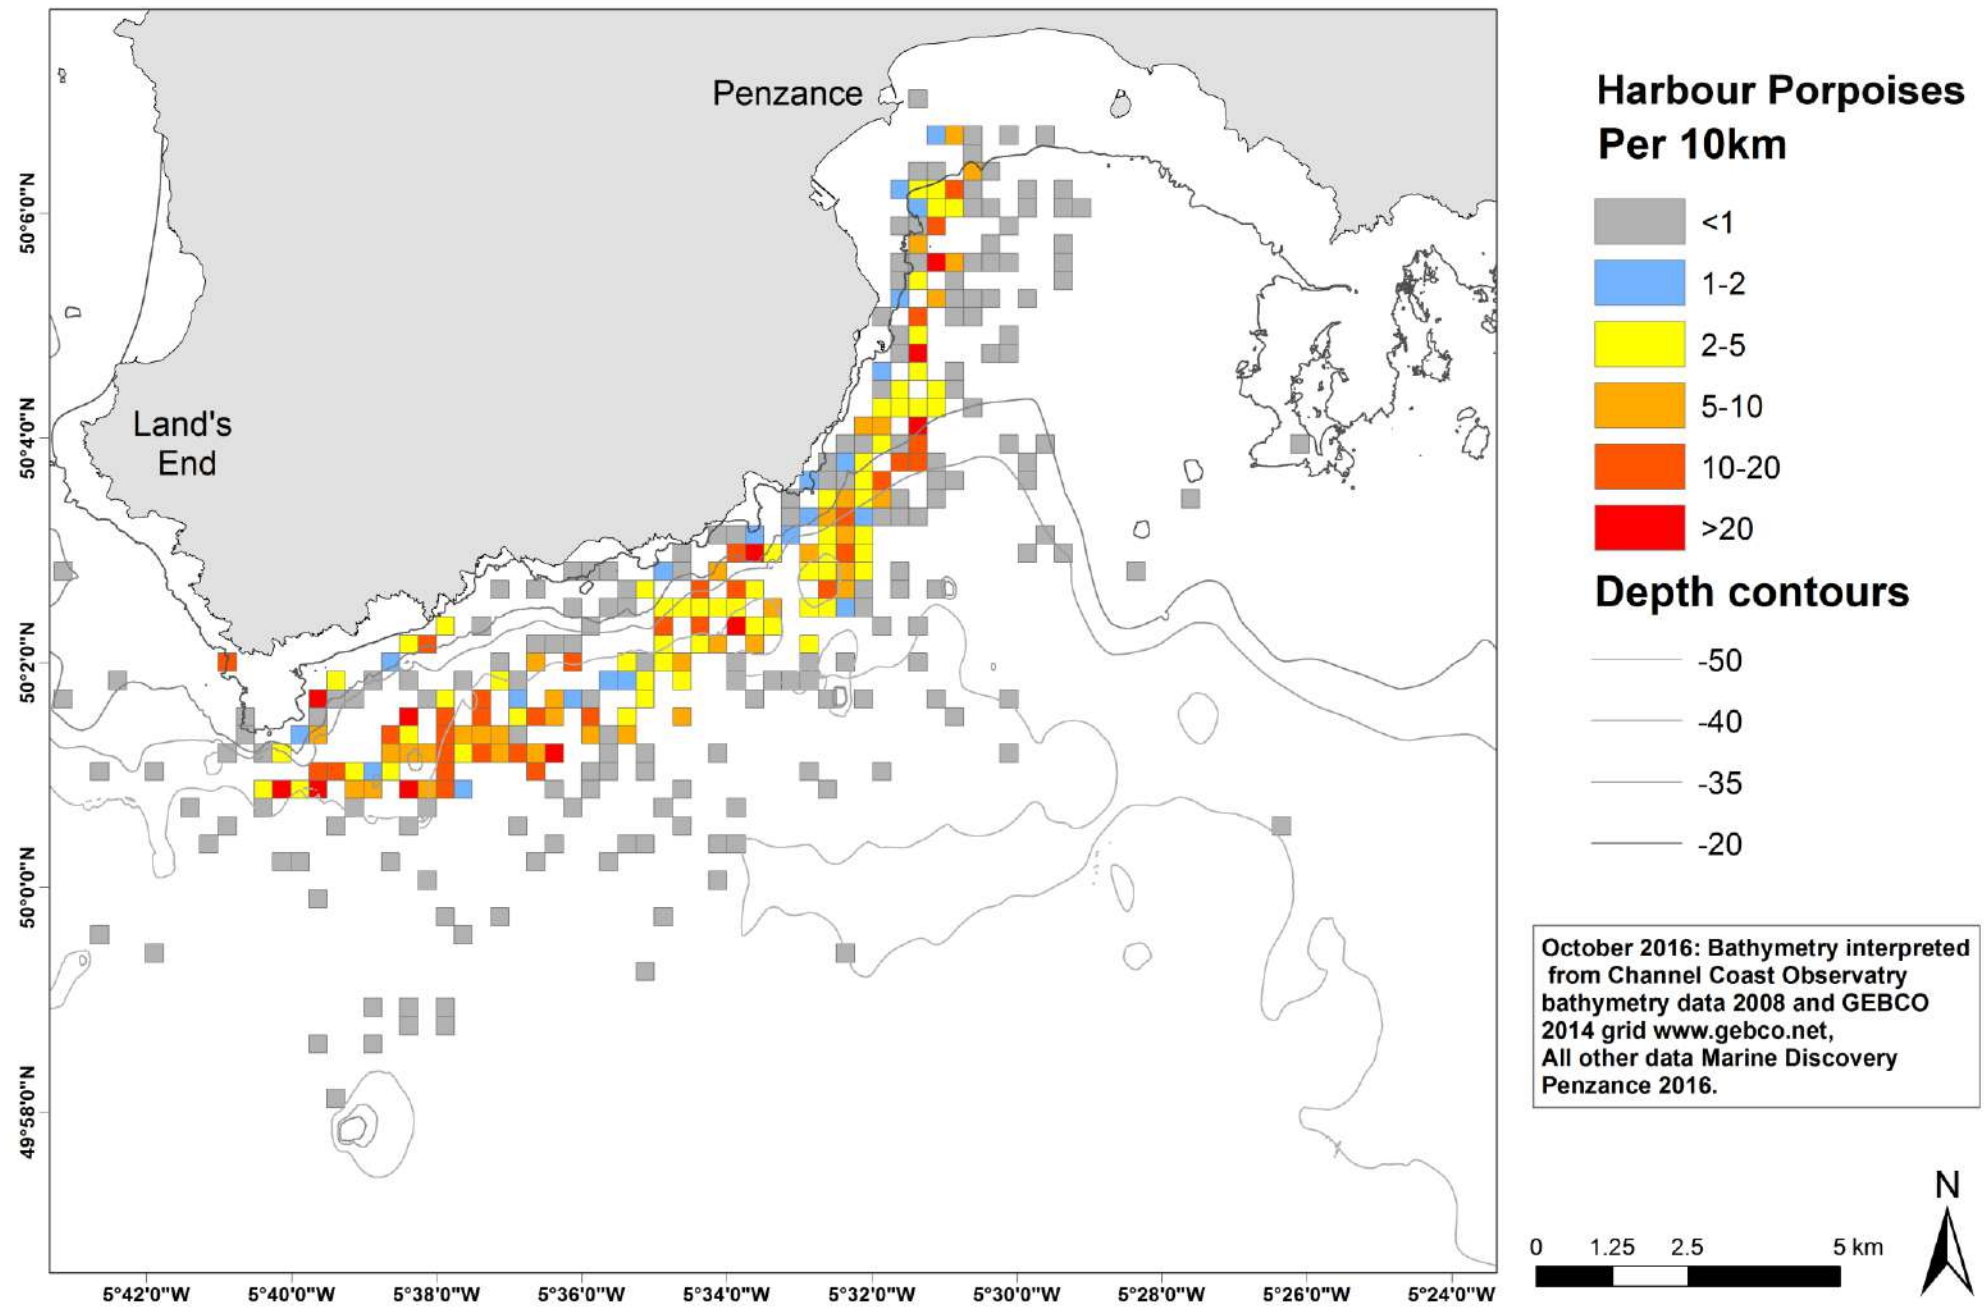 Penzance
Land's
End
50°6'0"N
50°4'0"N
50°2'0"N
50°0'0"N
49°58'0"N
5°42'0"W
5°40'0"W
5°38'0"W
5°36'0"W
5°34'0"W
5°32'0"W
5°30'0"W
5°28'0"W
5°26'0"W
5°24'0"W
Harbour Porpoises
Per 10km
<1
1-2
2-5
5-10
10-20
>20
Depth contours
-50
-40
-35
-20
October 2016: Bathymetry interpreted
from Channel Coast Observatry
bathymetry data 2008 and GEBCO
2014 grid www.gebco.net,
All other data Marine Discovery
Penzance 2016.
N
0 1.25 2.5 5 km